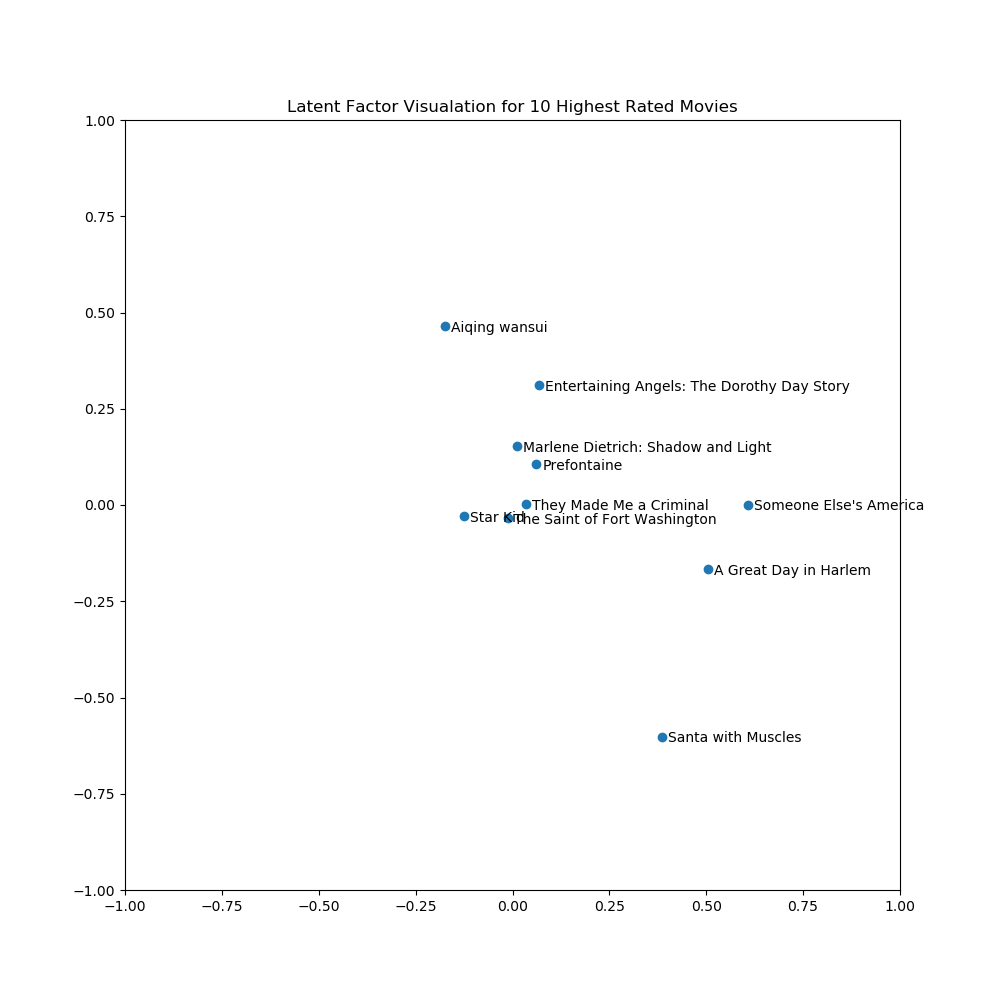 Latent Factor Visualation for 10 Highest Rated Movies
1.00
0.75
0.50
0.25
0.00
−0.25
−0.50
−0.75
−1.00
Aiqing wansui
Entertaining Angels: The Dorothy Day Story
Marlene Dietrich: Shadow and Light
Prefontaine
They Made Me a Criminal
Someone Else's America
Star Kid
The Saint of Fort Washington
A Great Day in Harlem
Santa with Muscles
−1.00
−0.75
−0.50
−0.25
0.00
0.25
0.50
0.75
1.00